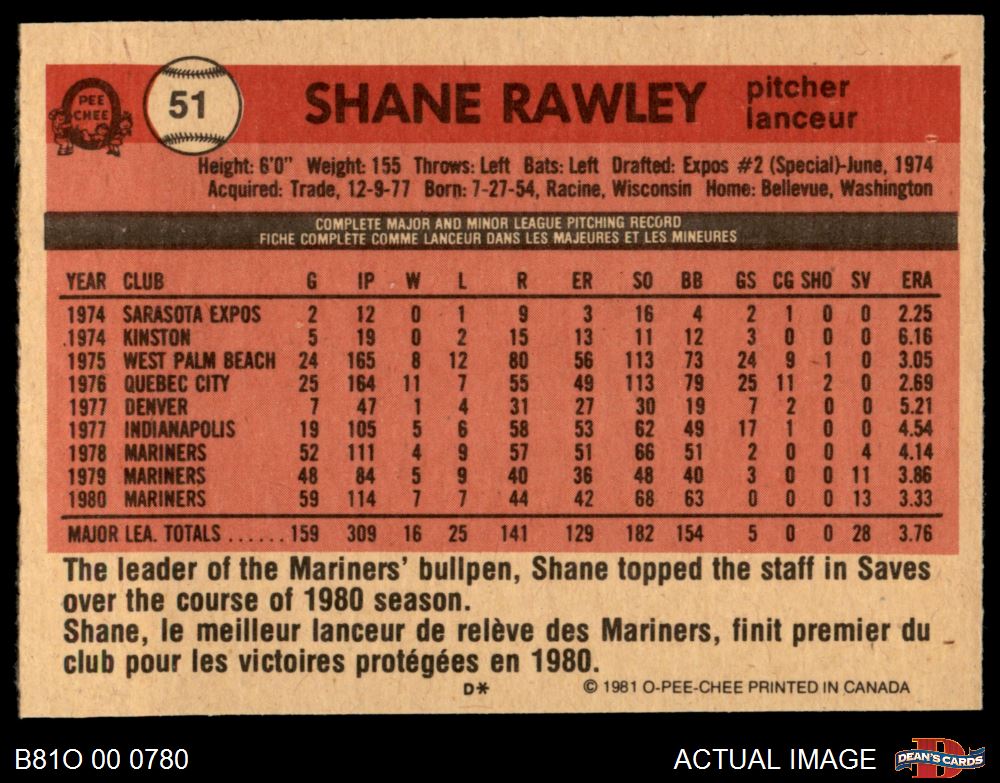 PEE
CHEE
51
SHANE RAWLEY
pitcher
lanceur
Height: 6'0" Weight: 155 Throws: Left Bats: Left Drafted: Expos #2 (Special)-June, 1974
Acquired: Trade, 12-9-77 Born: 7-27-54, Racine, Wisconsin Home: Bellevue, Washington
COMPLETE MAJOR AND MINOR LEAGUE PITCHING RECORD
FICHE COMPLÈTE COMME LANCEUR DANS LES MAJEURES ET LES MINEURES
YEAR CLUB G IP W L R ER SO BB GS CG SHO SV ERA
1974 SARASOTA EXPOS 2 12 0 1 9 3 16 4 2 1 0 0 2.25
1974 KINSTON 5 19 0 2 15 13 11 12 3 0 0 0 6.16
1975 WEST PALM BEACH 24 165 8 12 80 56 113 73 24 9 1 0 3.05
1976 QUEBEC CITY 25 164 11 7 55 49 113 79 25 11 2 0 2.69
1977 DENVER 7 47 1 4 31 27 30 19 7 2 0 0 5.21
1977 INDIANAPOLIS 19 105 5 6 58 53 62 49 17 1 0 0 4.54
1978 MARINERS 52 111 4 9 57 51 66 51 2 0 0 4 4.14
1979 MARINERS 48 84 5 9 40 36 48 40 3 0 0 11 3.86
1980 MARINERS 59 114 7 7 44 42 68 63 0 0 0 13 3.33
MAJOR LEA. TOTALS ...... 159 309 16 25 141 129 182 154 5 0 0 28 3.76
The leader of the Mariners' bullpen, Shane topped the staff in Saves
over the course of 1980 season.
Shane, le meilleur lanceur de relève des Mariners, finit premier du
club pour les victoires protégées en 1980.
D* © 1981 O-PEE-CHEE PRINTED IN CANADA
B81O 00 0780 ACTUAL IMAGE
D
DEAN'S CARDS